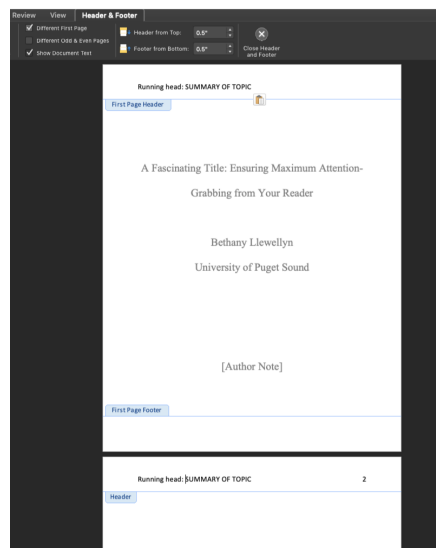 Review View Header & Footer
Different First Page
Different Odd & Even Pages
Show Document Text
Header from Top: 0.5"
Footer from Bottom: 0.5"
Close Header
and Footer
Running head: SUMMARY OF TOPIC
First Page Header
A Fascinating Title: Ensuring Maximum Attention-
Grabbing from Your Reader
Bethany Llewellyn
University of Puget Sound
[Author Note]
First Page Footer
Running head: SUMMARY OF TOPIC 2
Header